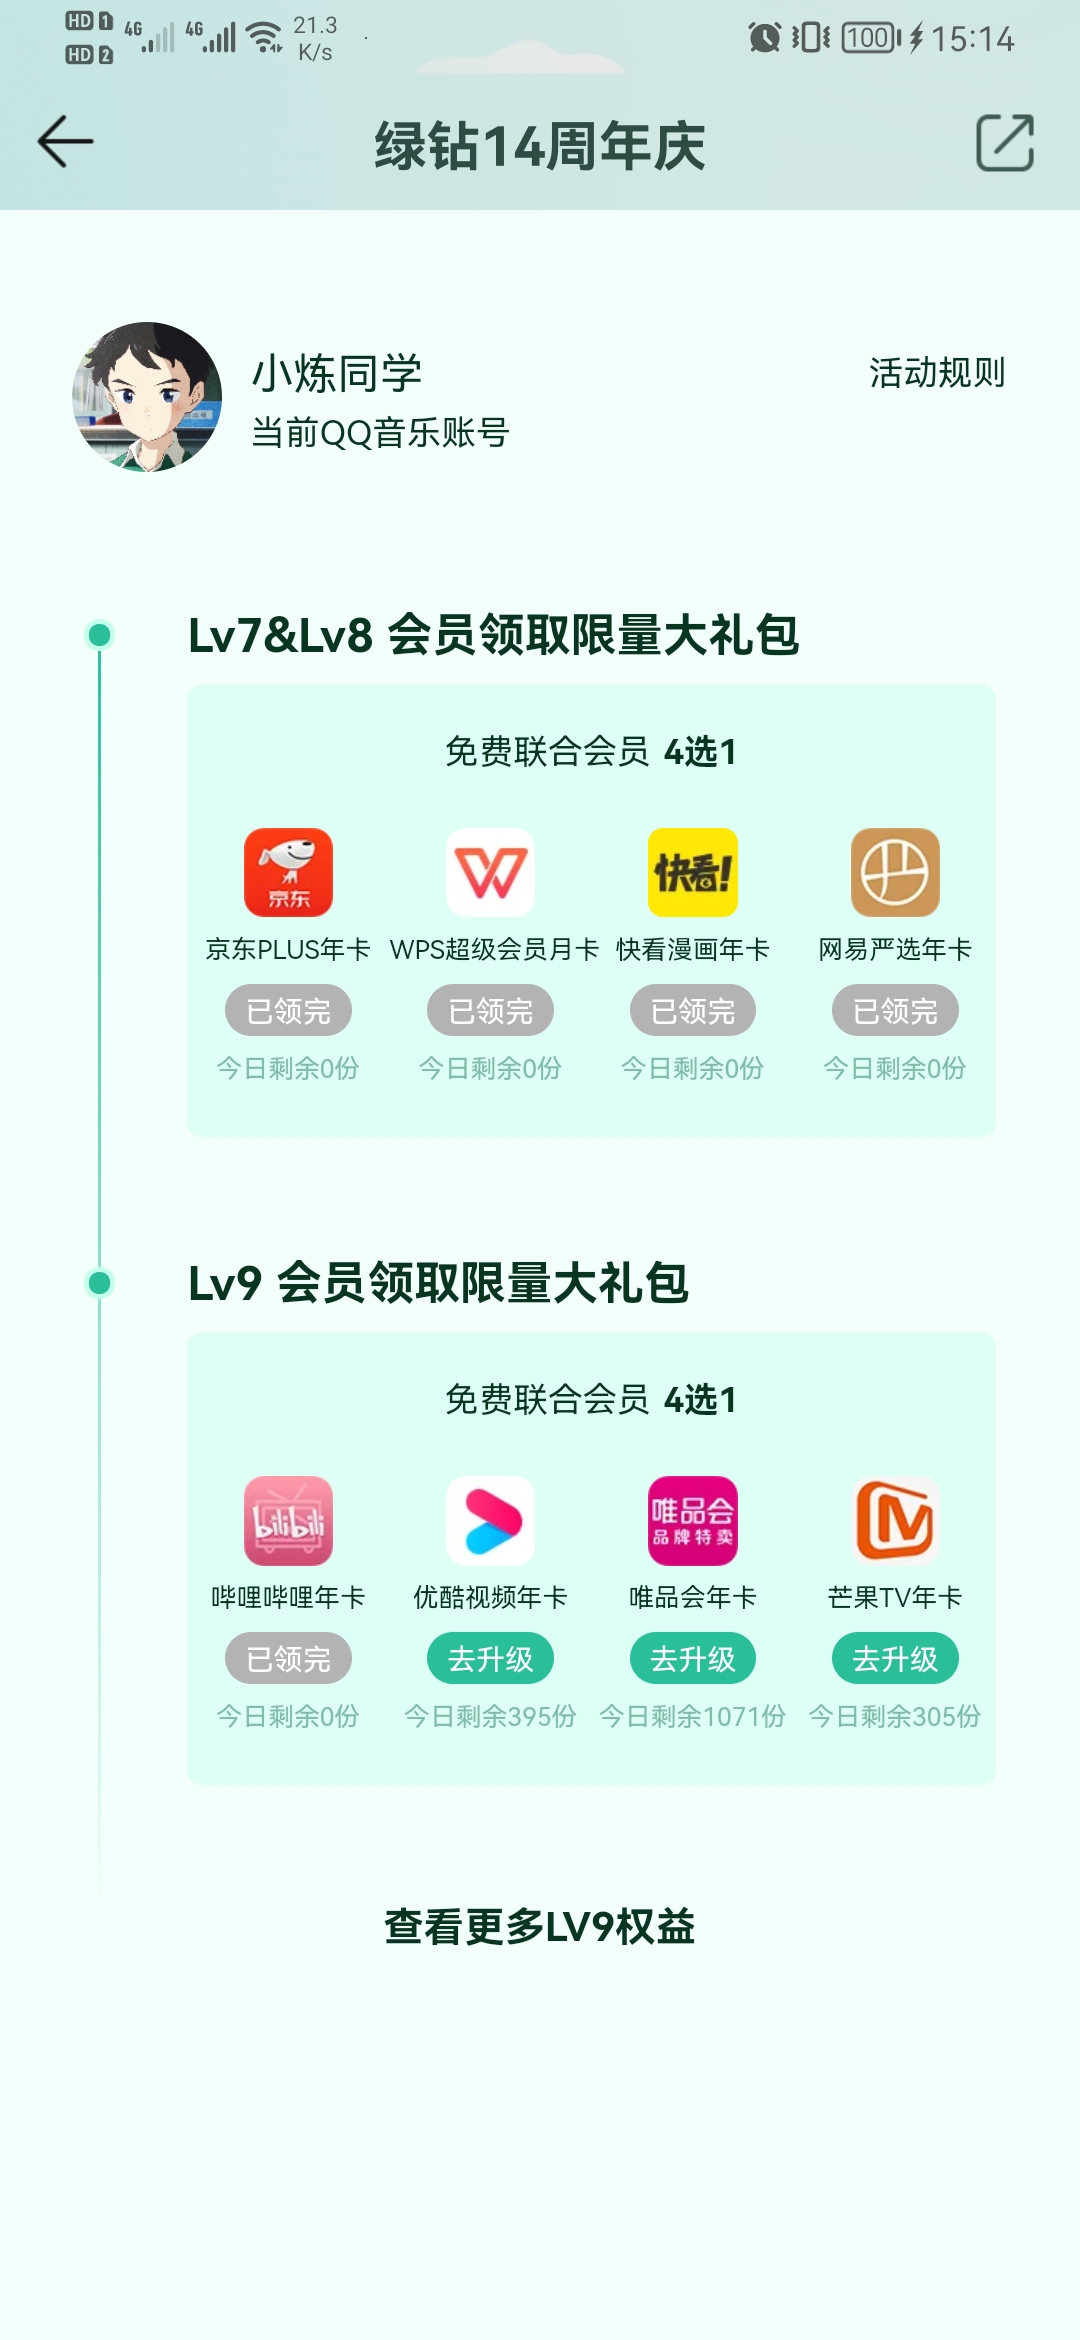 HD 1 4G 4G 21.3 100 15:14
HD 2 K/s
绿钻14周年庆
小炼同学
活动规则
当前QQ音乐账号
Lv7&Lv8 会员领取限量大礼包
免费联合会员 4选1
京东 快看!
京东PLUS年卡 WPS超级会员月卡 快看漫画年卡 网易严选年卡
已领完 已领完 已领完 已领完
今日剩余0份 今日剩余0份 今日剩余0份 今日剩余0份
Lv9 会员领取限量大礼包
免费联合会员 4选1
bilibili 唯品会
品牌特卖
哔哩哔哩年卡 优酷视频年卡 唯品会年卡 芒果TV年卡
已领完 去升级 去升级 去升级
今日剩余0份 今日剩余395份 今日剩余1071份 今日剩余305份
查看更多LV9权益